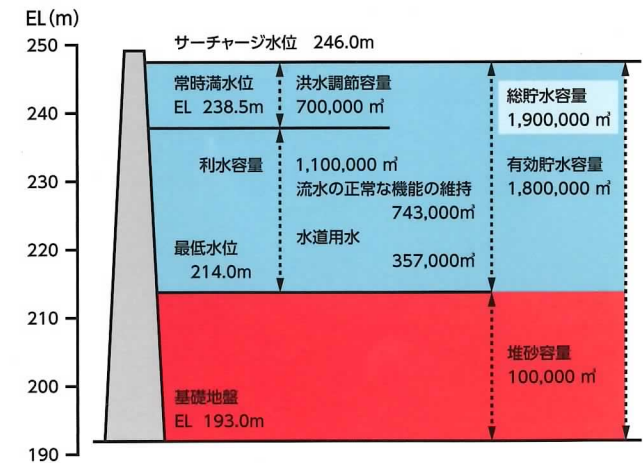 EL(m)
250
240
230
220
210
200
190
サーチャージ水位 246.0m
常時満水位
EL 238.5m
洪水調節容量
700,000 ㎥
総貯水容量
1,900,000 ㎥
利水容量 1,100,000 ㎥
流水の正常な機能の維持
743,000㎥
水道用水
357,000㎥
有効貯水容量
1,800,000 ㎥
最低水位
214.0m
堆砂容量
100,000 ㎥
基礎地盤
EL 193.0m